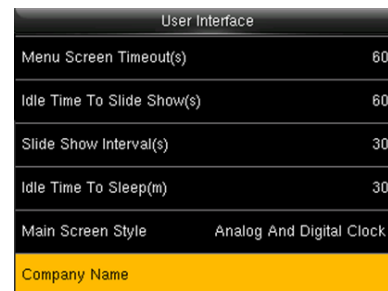 User Interface
Menu Screen Timeout(s) 60
Idle Time To Slide Show(s) 60
Slide Show Interval(s) 30
Idle Time To Sleep(m) 30
Main Screen Style Analog And Digital Clock
Company Name